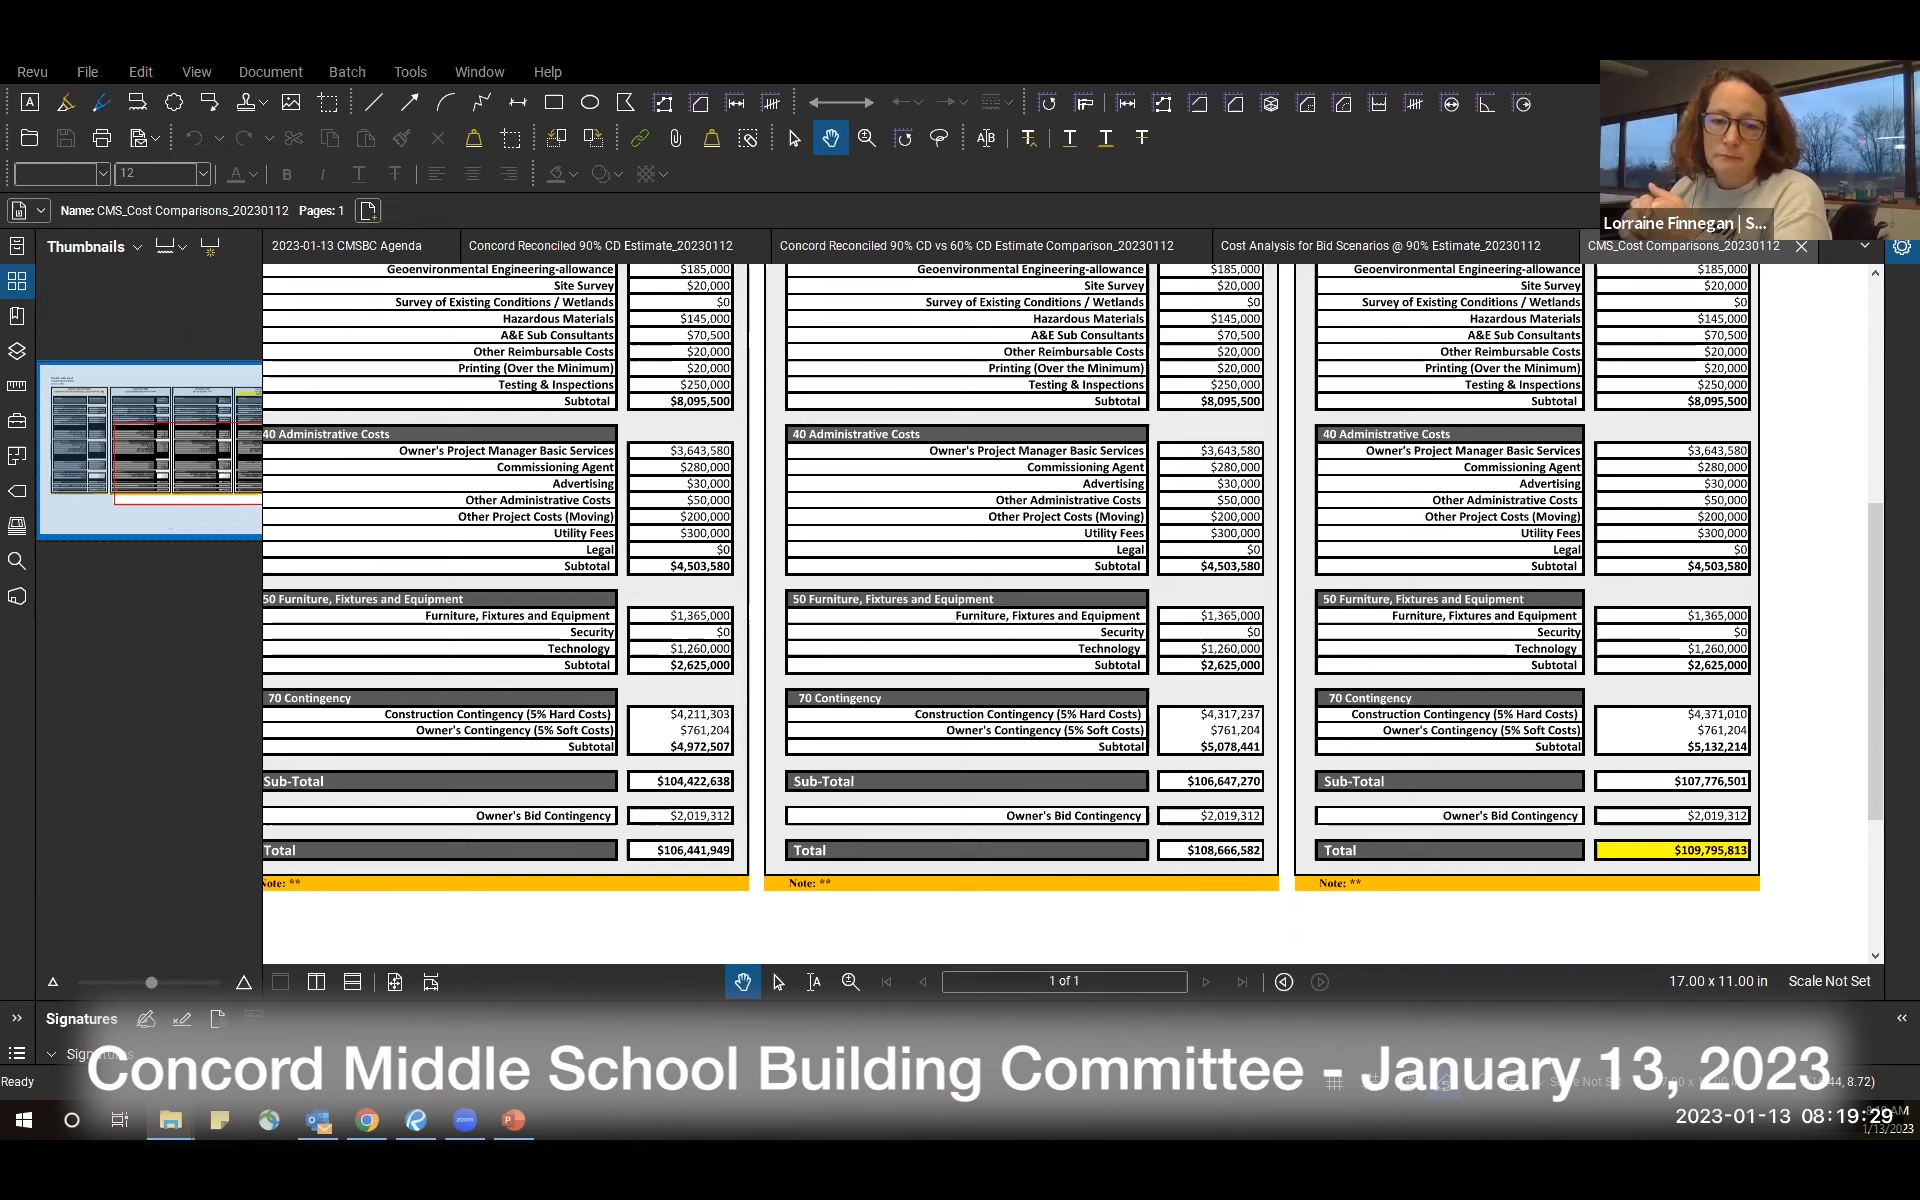 Revu File Edit View Document Batch Tools Window Help
12
Name: CMS_Cost Comparisons_20230112 Pages: 1
Lorraine Finnegan | S...
Thumbnails
2023-01-13 CMSBC Agenda Concord Reconciled 90% CD Estimate_20230112 Concord Reconciled 90% CD vs 60% CD Estimate Comparison_20230112 Cost Analysis for Bid Scenarios @ 90% Estimate_20230112 CMS_Cost Comparisons_20230112
Geoenvironmental Engineering-allowance $185,000 Geoenvironmental Engineering-allowance $185,000 Geoenvironmental Engineering-allowance $185,000
Site Survey $20,000 Site Survey $20,000 Site Survey $20,000
Survey of Existing Conditions / Wetlands $0 Survey of Existing Conditions / Wetlands $0 Survey of Existing Conditions / Wetlands $0
Hazardous Materials $145,000 Hazardous Materials $145,000 Hazardous Materials $145,000
A&E Sub Consultants $70,500 A&E Sub Consultants $70,500 A&E Sub Consultants $70,500
Other Reimbursable Costs $20,000 Other Reimbursable Costs $20,000 Other Reimbursable Costs $20,000
Printing (Over the Minimum) $20,000 Printing (Over the Minimum) $20,000 Printing (Over the Minimum) $20,000
Testing & Inspections $250,000 Testing & Inspections $250,000 Testing & Inspections $250,000
Subtotal $8,095,500 Subtotal $8,095,500 Subtotal $8,095,500
40 Administrative Costs 40 Administrative Costs 40 Administrative Costs
Owner's Project Manager Basic Services $3,643,580 Owner's Project Manager Basic Services $3,643,580 Owner's Project Manager Basic Services $3,643,580
Commissioning Agent $280,000 Commissioning Agent $280,000 Commissioning Agent $280,000
Advertising $30,000 Advertising $30,000 Advertising $30,000
Other Administrative Costs $50,000 Other Administrative Costs $50,000 Other Administrative Costs $50,000
Other Project Costs (Moving) $200,000 Other Project Costs (Moving) $200,000 Other Project Costs (Moving) $200,000
Utility Fees $300,000 Utility Fees $300,000 Utility Fees $300,000
Legal $0 Legal $0 Legal $0
Subtotal $4,503,580 Subtotal $4,503,580 Subtotal $4,503,580
50 Furniture, Fixtures and Equipment 50 Furniture, Fixtures and Equipment 50 Furniture, Fixtures and Equipment
Furniture, Fixtures and Equipment $1,365,000 Furniture, Fixtures and Equipment $1,365,000 Furniture, Fixtures and Equipment $1,365,000
Security $0 Security $0 Security $0
Technology $1,260,000 Technology $1,260,000 Technology $1,260,000
Subtotal $2,625,000 Subtotal $2,625,000 Subtotal $2,625,000
70 Contingency 70 Contingency 70 Contingency
Construction Contingency (5% Hard Costs) $4,211,303 Construction Contingency (5% Hard Costs) $4,317,237 Construction Contingency (5% Hard Costs) $4,371,010
Owner's Contingency (5% Soft Costs) $761,204 Owner's Contingency (5% Soft Costs) $761,204 Owner's Contingency (5% Soft Costs) $761,204
Subtotal $4,972,507 Subtotal $5,078,441 Subtotal $5,132,214
Sub-Total $104,422,638 Sub-Total $106,647,270 Sub-Total $107,776,501
Owner's Bid Contingency $2,019,312 Owner's Bid Contingency $2,019,312 Owner's Bid Contingency $2,019,312
Total $106,441,949 Total $108,666,582 Total $109,795,813
Note: ** Note: ** Note: **
1 of 1 17.00 x 11.00 in Scale Not Set
Signatures
Signatures
Concord Middle School Building Committee - January 13, 2023
Ready
2023-01-13 08:19:29
1/13/2023